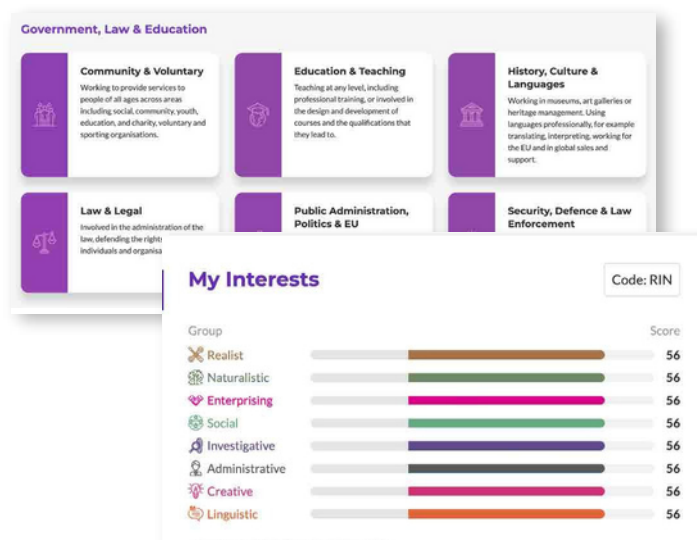 Government, Law & Education
Community & Voluntary
Working to provide services to
people of all ages across areas
including social, community, youth,
education, and charity, voluntary and
sporting organisations.
Education & Teaching
Teaching at any level, including
professional training, or involved in
the design and development of
courses and the qualifications that
they lead to.
History, Culture &
Languages
Working in museums, art galleries or
heritage management. Using
languages professionally, for example
translating, interpreting, working for
the EU and in global sales and
support.
Law & Legal
Involved in the administration of the
law, defending the rights
individuals and organisa
Public Administration,
Politics & EU
Security, Defence & Law
Enforcement
My Interests
Code: RIN
Group Score
Realist 56
Naturalistic 56
Enterprising 56
Social 56
Investigative 56
Administrative 56
Creative 56
Linguistic 56